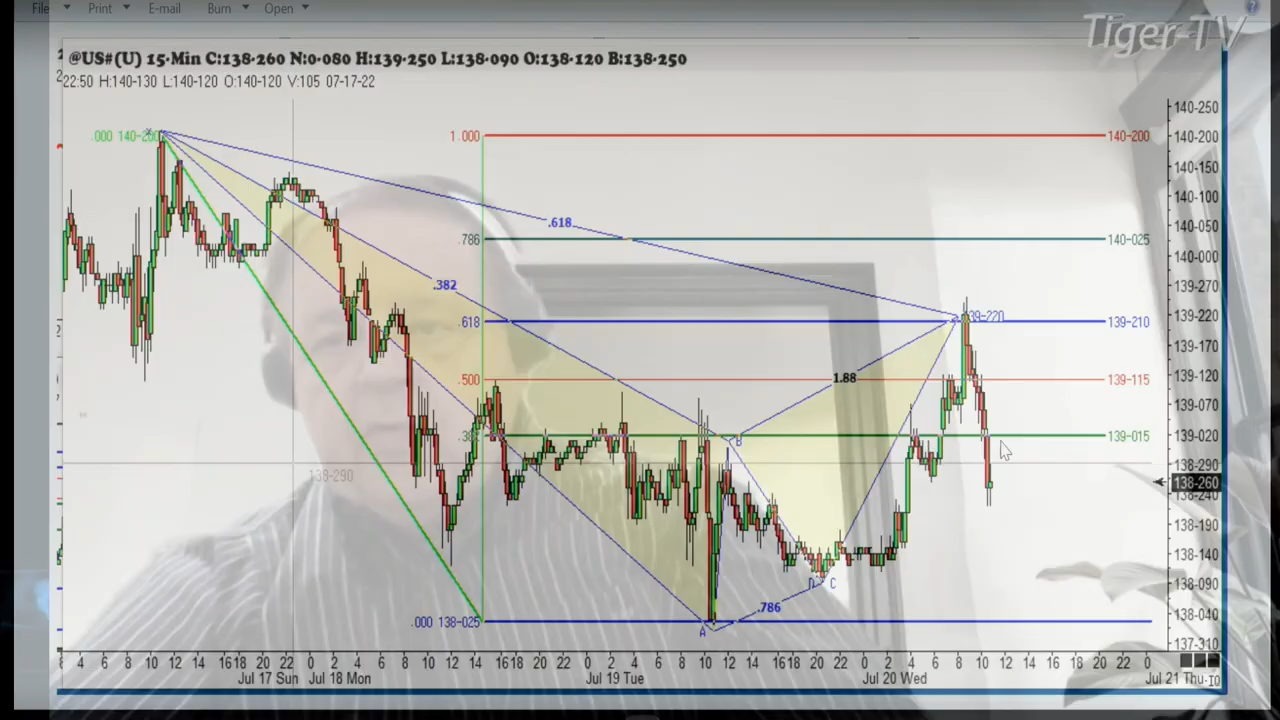 File Print E-mail Burn Open
Tiger-TV
@US#(U) 15-Min C:138-260 N:0-080 H:139-250 L:138-090 O:138-120 B:138-250
22:50 H:140-130 L:140-120 O:140-120 V:105 07-17-22
140-250
.000 140-200 X 1.000 140-200 140-200
140-150
140-100
.618 140-050
.786 140-025
140-000
.382 139-270
139-220 139-220
.618 139-210
139-170
.500 1.88 139-115 139-120
139-070
.382 B 139-015 139-020
138-290 138-290
138-260
138-240
138-190
138-140
D C 138-090
.786
.000 138-025 138-040
A 137-310
8 4 6 8 10 12 14 16 18 20 22 0 2 4 6 8 10 12 14 16 18 20 22 0 2 4 6 8 10 12 14 16 18 20 22 0 2 4 6 8 10 12 14 16 18 20 22 0
Jul 17 Sun Jul 18 Mon Jul 19 Tue Jul 20 Wed Jul 21 Thu